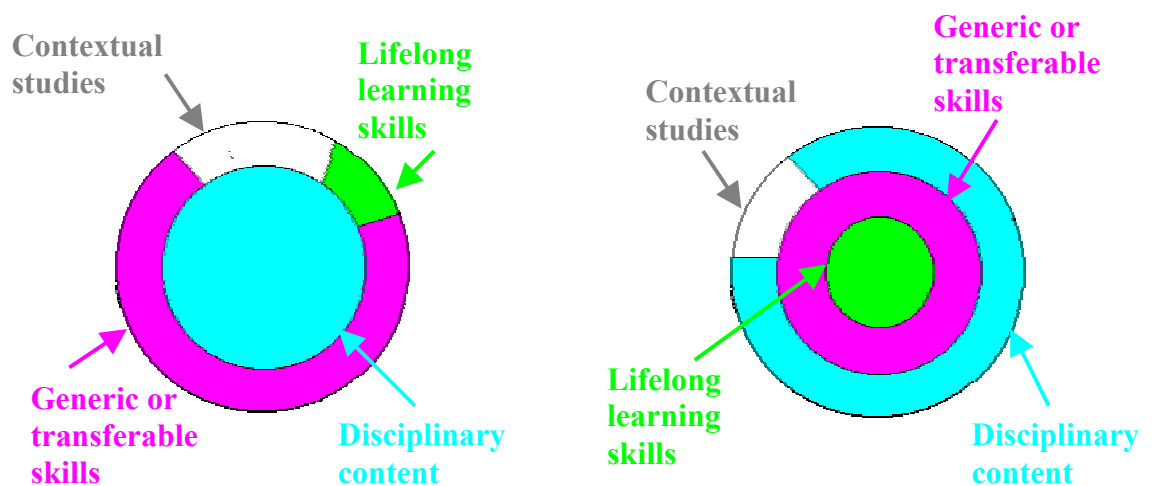 Contextual
studies
Lifelong
learning
skills
Generic or
transferable
skills
Disciplinary
content
Generic or
transferable
skills
Contextual
studies
Lifelong
learning
skills
Disciplinary
content